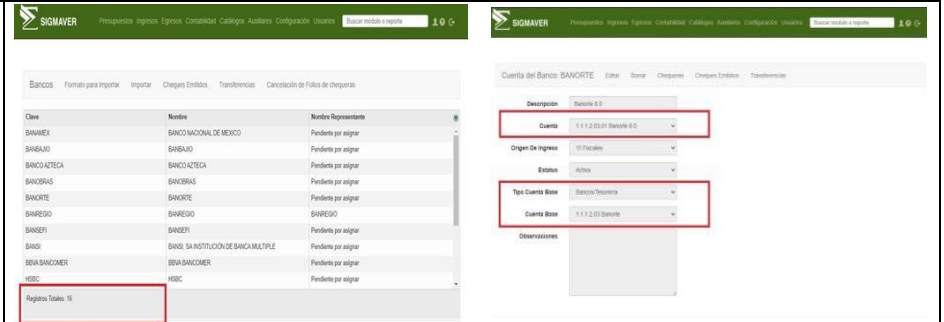 SIGMAVER Presupuestos Ingresos Egresos Contabilidad Catálogos Auxiliares Configuración Usuarios Buscar módulo o reporte
Bancos Formato para Importar Importar Cheques Emitidos Transferencias Cancelación de Folios de chequeras
Clave Nombre Nombre Representante
BANAMEX BANCO NACIONAL DE MEXICO Pendiente por asignar
BANBAJIO BANBAJIO Pendiente por asignar
BANCO AZTECA BANCO AZTECA Pendiente por asignar
BANOBRAS BANOBRAS Pendiente por asignar
BANORTE BANORTE Pendiente por asignar
BANREGIO BANREGIO BANREGIO
BANSEFI BANSEFI Pendiente por asignar
BANSI BANSI, SA INSTITUCIÓN DE BANCA MULTIPLE Pendiente por asignar
BBVA BANCOMER BBVA BANCOMER Pendiente por asignar
HSBC HSBC Pendiente por asignar
Registros Totales: 16
SIGMAVER Presupuestos Ingresos Egresos Contabilidad Catálogos Auxiliares Configuración Usuarios Buscar módulo o reporte
Cuenta del Banco: BANORTE Editar Borrar Chequeras Cheques Emitidos Transferencias
Descripción Banorte 6.0
Cuenta 1.1.1.2.03.01 Banorte 6.0
Origen De Ingreso 11 Fiscales
Estatus Activa
Tipo Cuenta Base Bancos/Tesorería
Cuenta Base 1.1.1.2.03 Banorte
Observaciones